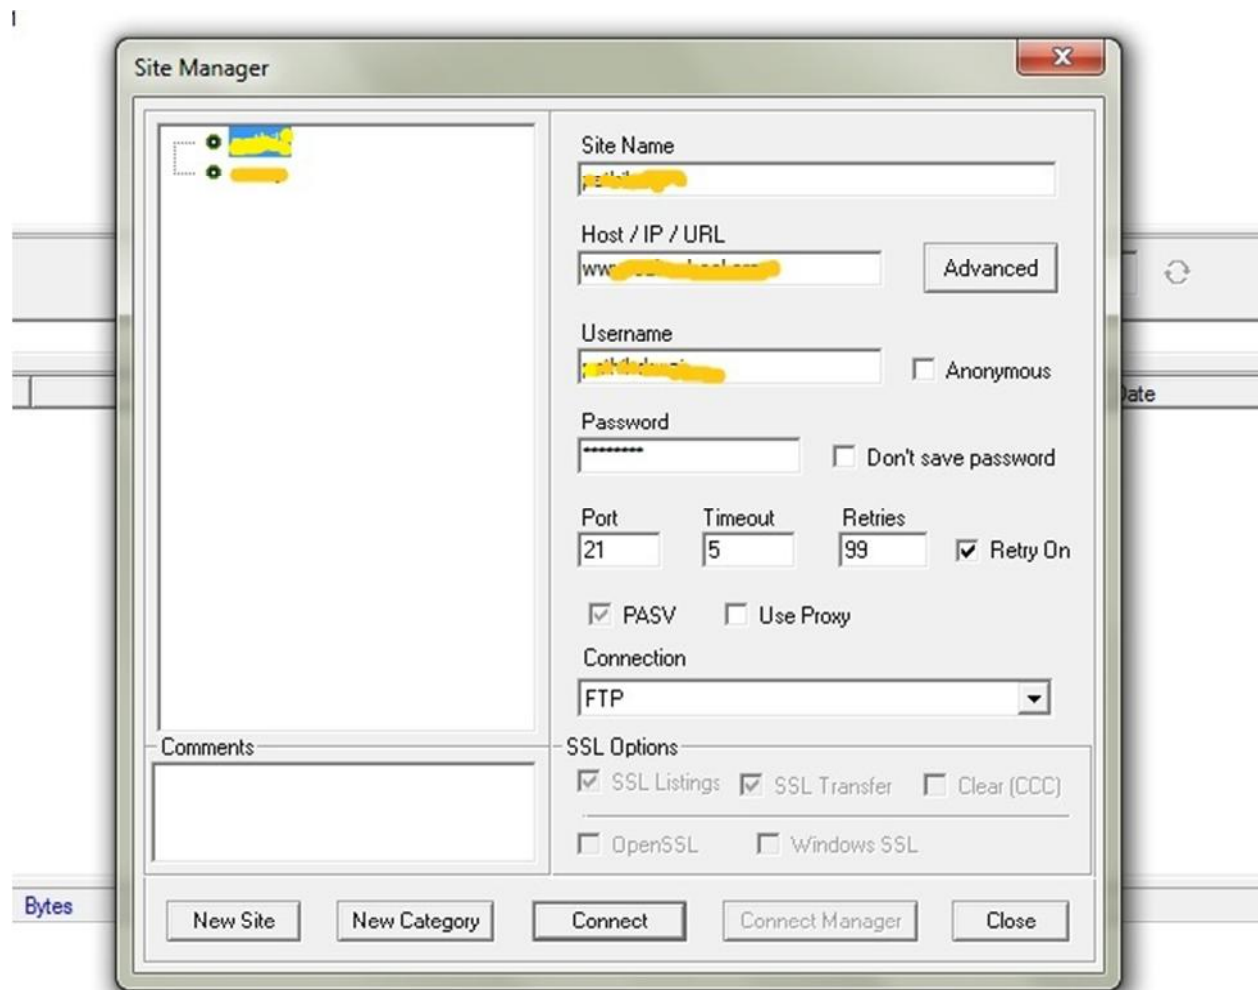 Site Manager
Site Name
Host / IP / URL
Advanced
Username
Anonymous
Password
********
Don't save password
Port Timeout Retries
21 5 99 Retry On
PASV Use Proxy
Connection
FTP
Comments
SSL Options
SSL Listings SSL Transfer Clear (CCC)
OpenSSL Windows SSL
Date
Bytes
New Site New Category Connect Connect Manager Close